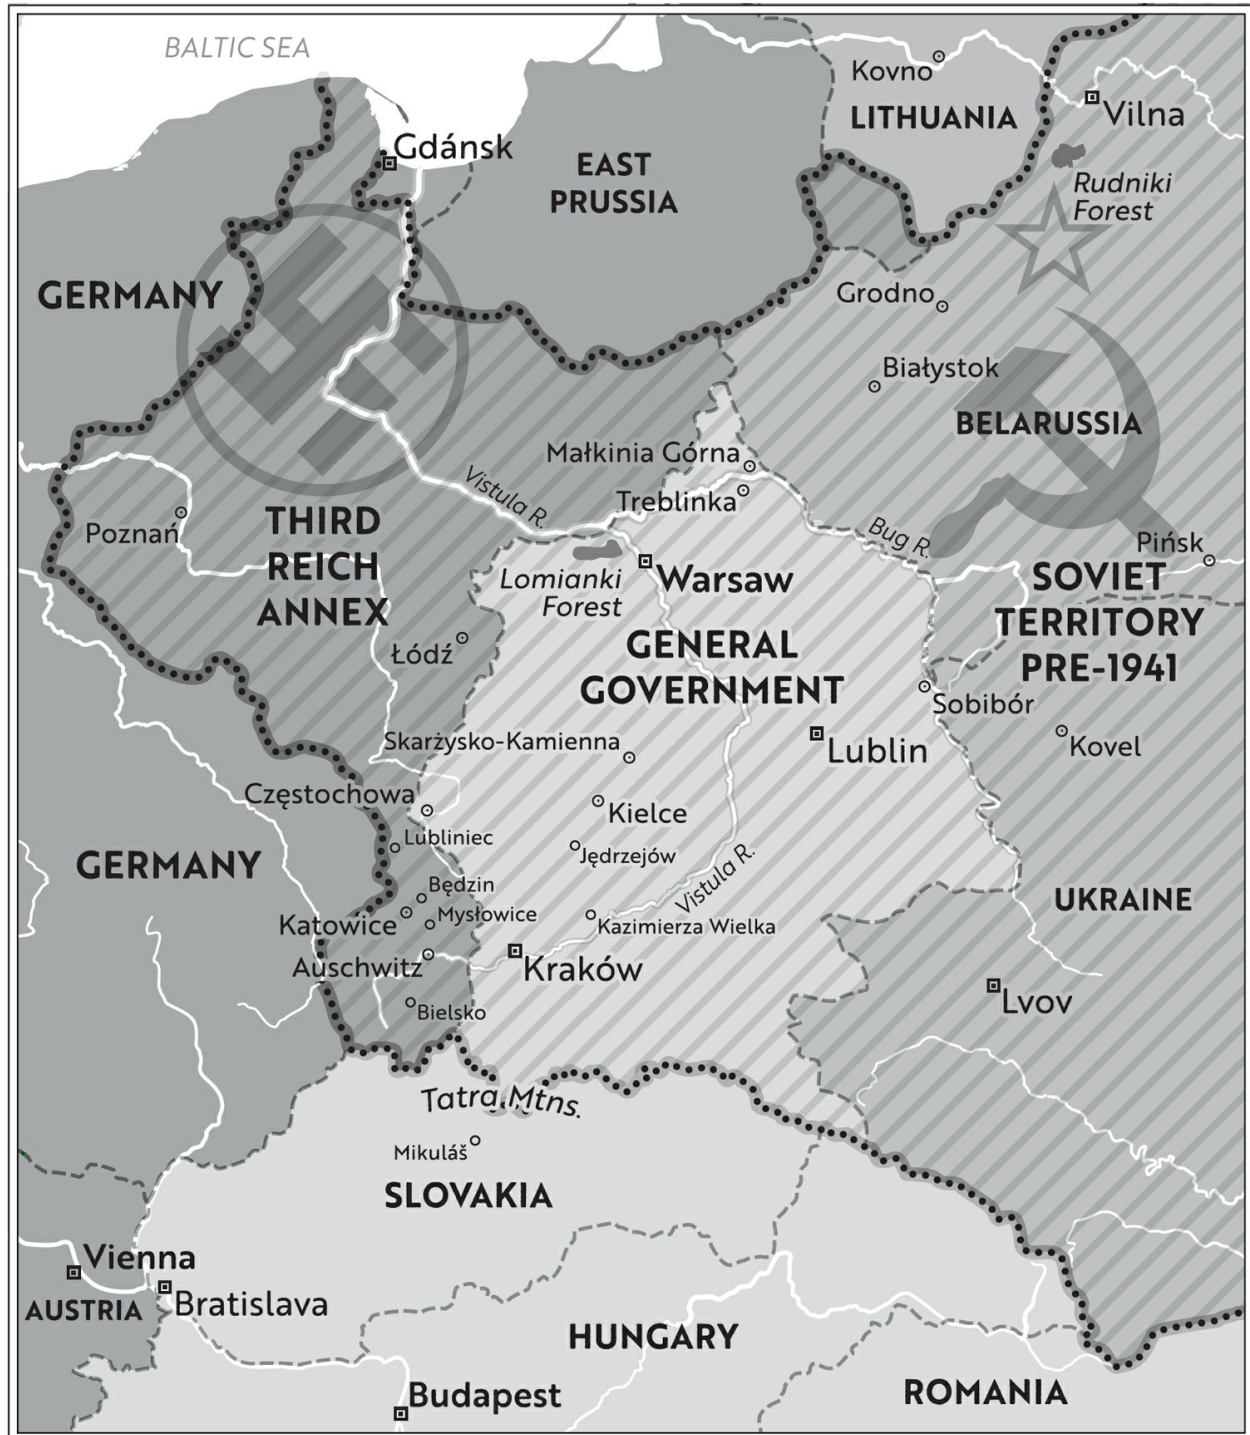 BALTIC SEA
Kovno
LITHUANIA
Vilna
Gdánsk
EAST
PRUSSIA
Rudniki
Forest
GERMANY
Grodno
Białystok
BELARUSSIA
Małkinia Górna
Treblinka
Vistula R.
Poznań
THIRD
REICH
ANNEX
Bug R.
Pińsk
Lomianki
Forest
Warsaw
SOVIET
TERRITORY
PRE-1941
GENERAL
GOVERNMENT
Łódź
Sobibór
Skarżysko-Kamienna
Lublin
Kovel
Częstochowa
Kielce
Lubliniec
Jędrzejów
GERMANY
Będzin
Vistula R.
UKRAINE
Katowice
Mysłowice
Kazimierza Wielka
Auschwitz
Kraków
Bielsko
Lvov
Tatra Mtns.
Mikuláš
SLOVAKIA
Vienna
AUSTRIA
Bratislava
HUNGARY
Budapest
ROMANIA